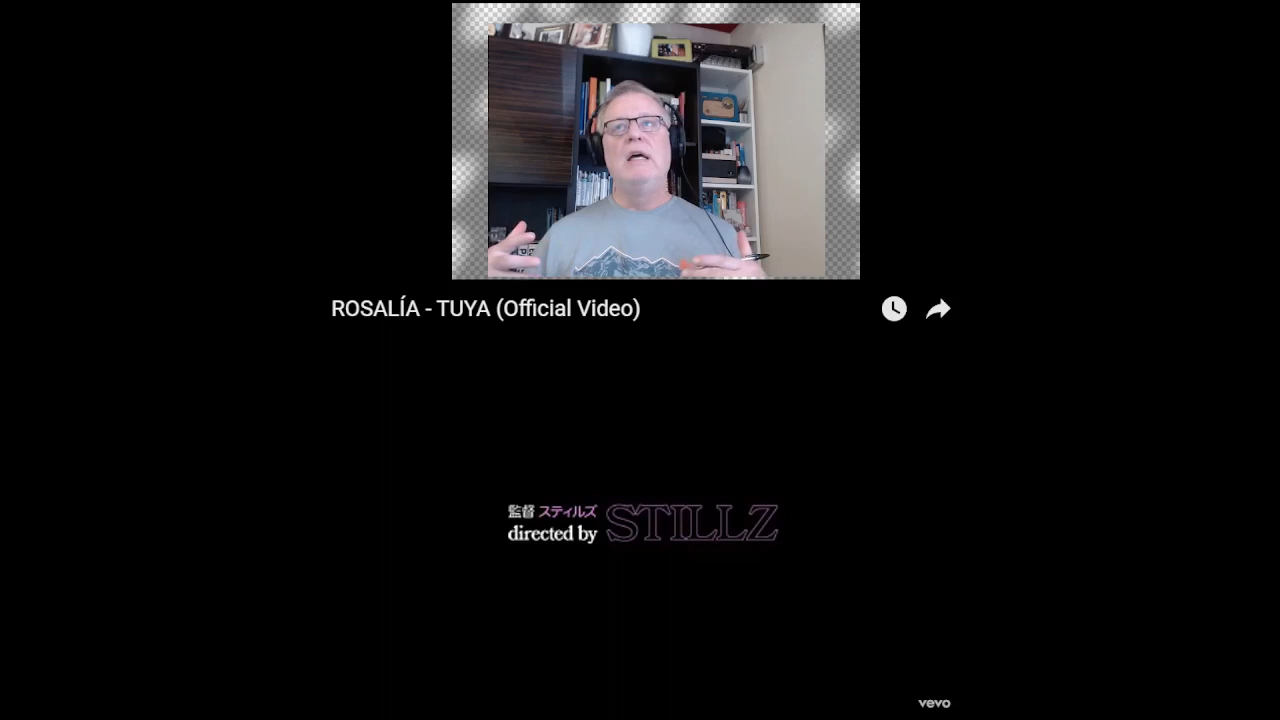 ROSALÍA - TUYA (Official Video)
監督 スティルズ
directed by STILLZ
vevo